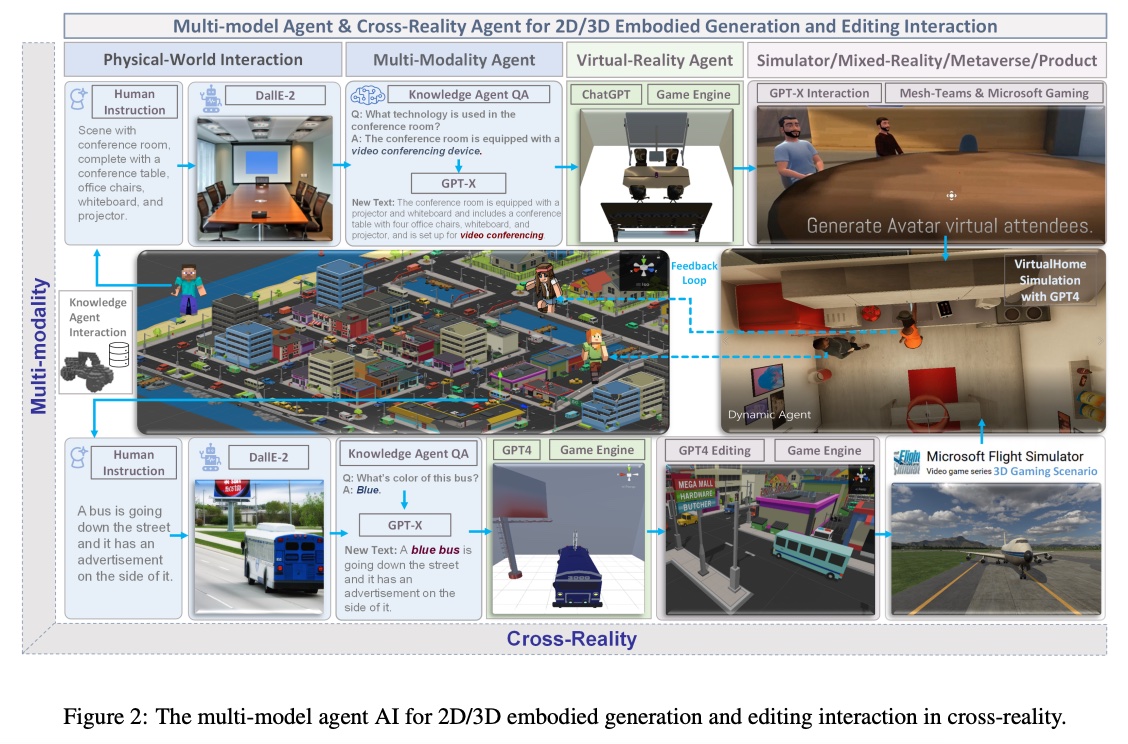 Multi-model Agent & Cross-Reality Agent for 2D/3D Embodied Generation and Editing Interaction
Physical-World Interaction
Multi-Modality Agent
Virtual-Reality Agent
Simulator/Mixed-Reality/Metaverse/Product
Human
Instruction
Scene with
conference room,
complete with a
conference table,
office chairs,
whiteboard, and
projector.
DallE-2
Knowledge Agent QA
Q: What technology is used in the
conference room?
A: The conference room is equipped with a
video conferencing device.
GPT-X
New Text: The conference room is equipped with a
projector and whiteboard and includes a conference
table with four office chairs, whiteboard, and
projector, and is set up for video conferencing
ChatGPT
Game Engine
GPT-X Interaction
Mesh-Teams & Microsoft Gaming
Generate Avatar virtual attendees.
Multi-modality
Knowledge
Agent
Interaction
Feedback
Loop
VirtualHome
Simulation
with GPT4
Dynamic Agent
Human
Instruction
A bus is going
down the street
and it has an
advertisement
on the side of it.
DallE-2
Knowledge Agent QA
Q: What's color of this bus?
A: Blue.
GPT-X
New Text: A blue bus is
going down the street
and it has an
advertisement on the
side of it.
GPT4
Game Engine
GPT4 Editing
Game Engine
MEGA MALL
HARDWARE
BUTCHER
Flight
Simulator
Microsoft Flight Simulator
Video game series 3D Gaming Scenario
Cross-Reality
Figure 2: The multi-model agent AI for 2D/3D embodied generation and editing interaction in cross-reality.